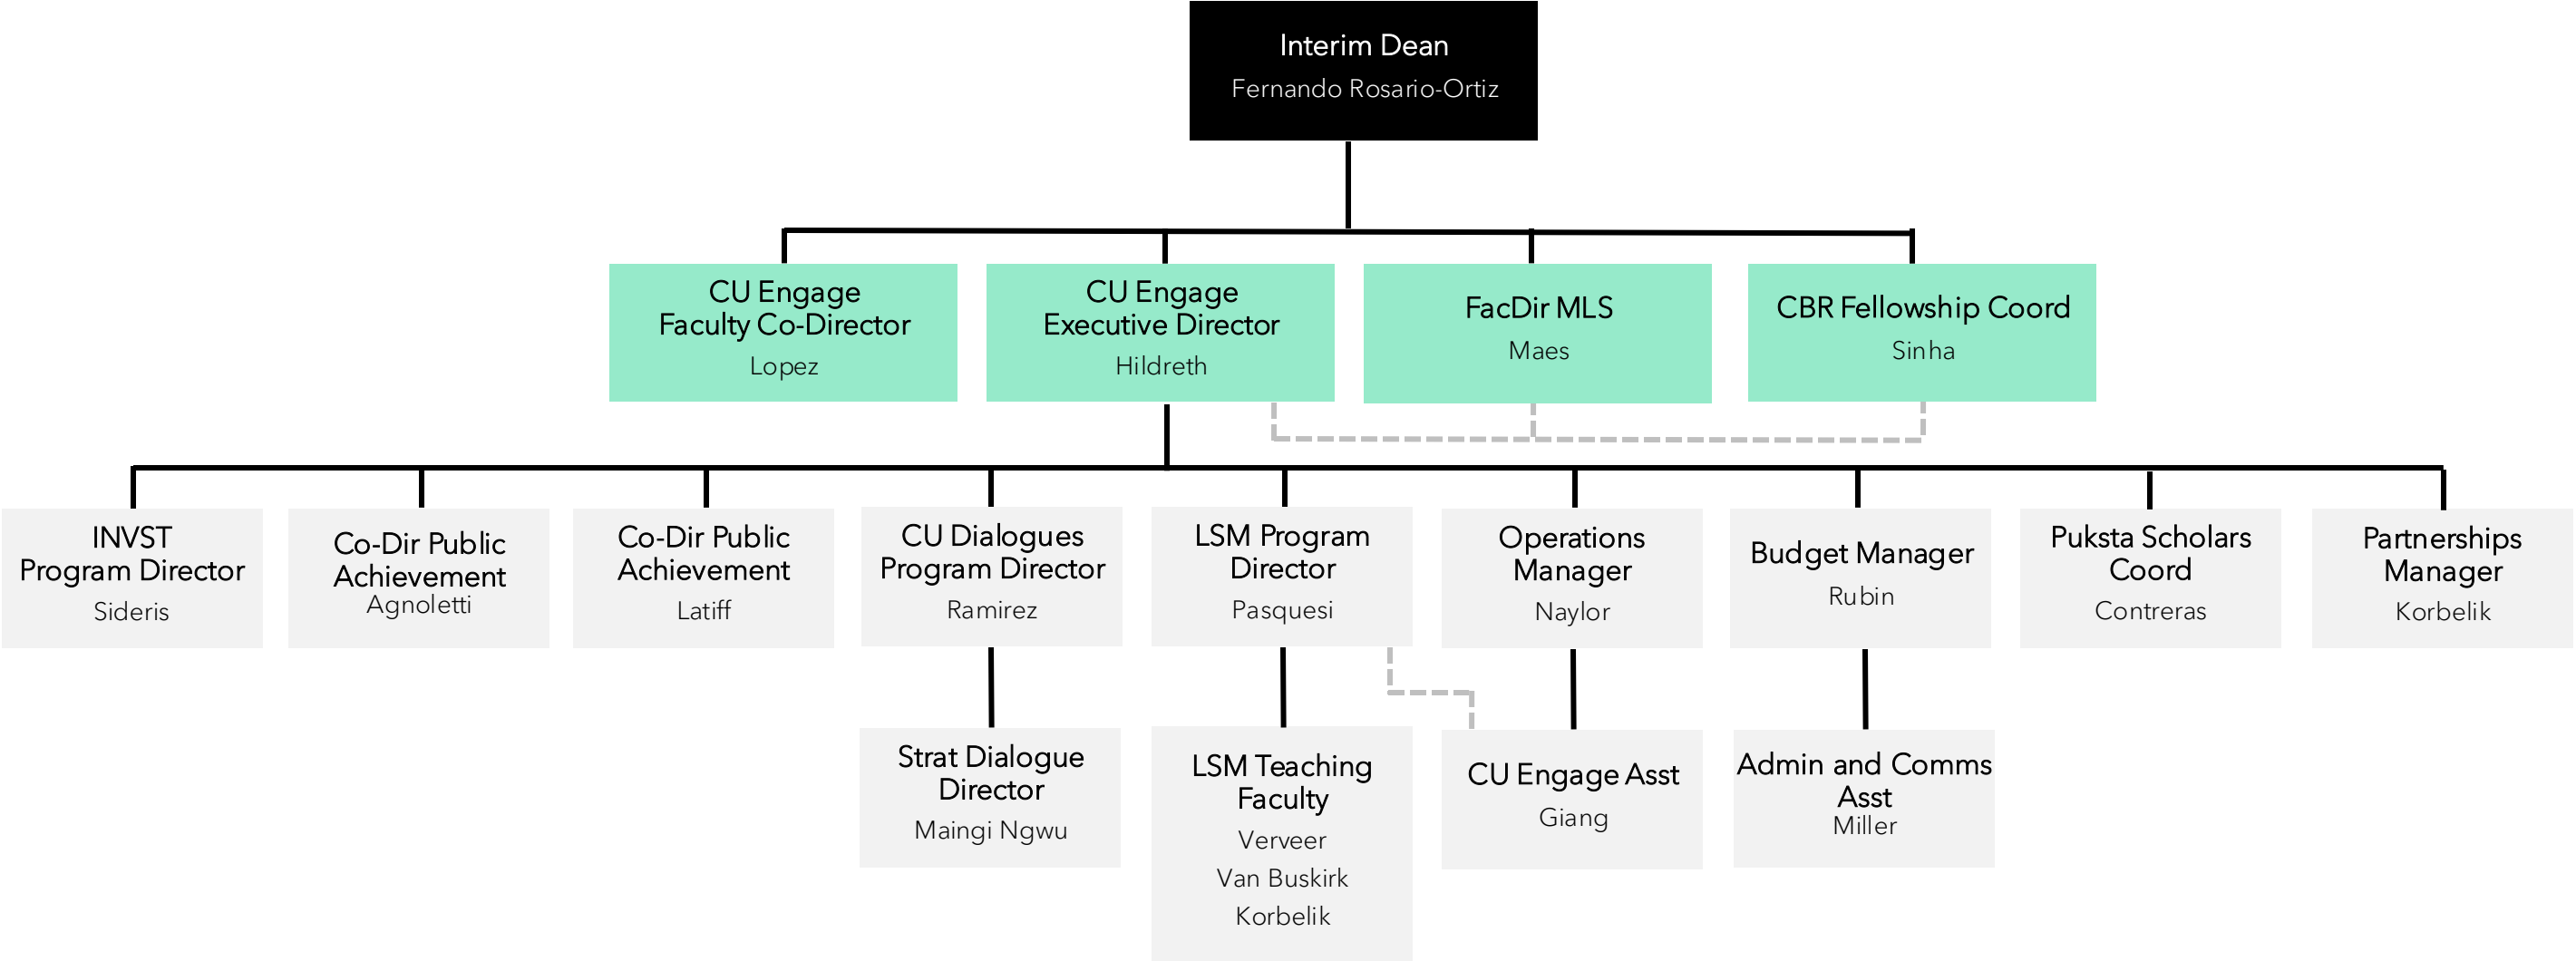 Interim Dean
Fernando Rosario-Ortiz
CU Engage
Faculty Co-Director
Lopez
CU Engage
Executive Director
Hildreth
FacDir MLS
Maes
CBR Fellowship Coord
Sinha
INVST
Program Director
Sideris
Co-Dir Public
Achievement
Agnoletti
Co-Dir Public
Achievement
Latiff
CU Dialogues
Program Director
Ramirez
LSM Program
Director
Pasquesi
Operations
Manager
Naylor
Budget Manager
Rubin
Puksta Scholars
Coord
Contreras
Partnerships
Manager
Korbelik
Strat Dialogue
Director
Maingi Ngwu
LSM Teaching
Faculty
Verveer
Van Buskirk
Korbelik
CU Engage Asst
Giang
Admin and Comms
Asst
Miller